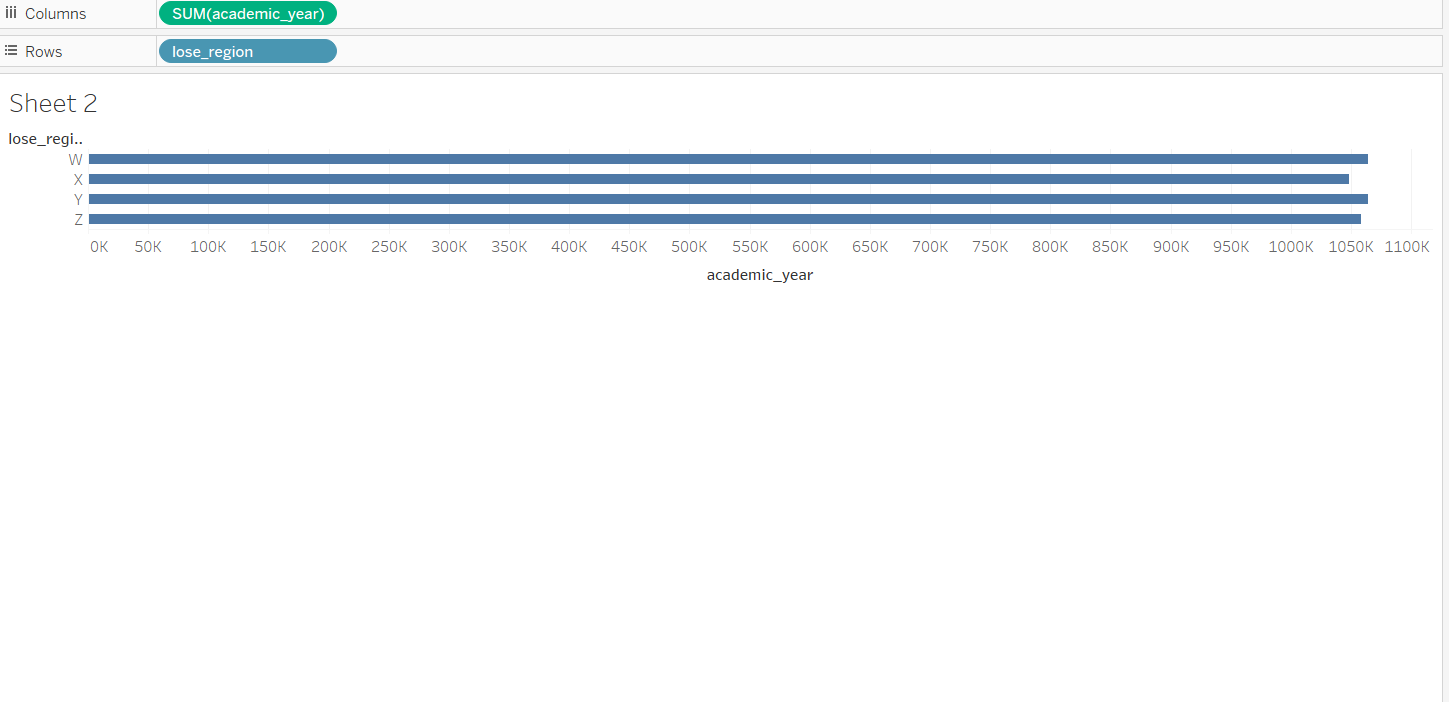 Columns SUM(academic_year)
Rows lose_region
Sheet 2
lose_regi..
W
X
Y
Z
0K 50K 100K 150K 200K 250K 300K 350K 400K 450K 500K 550K 600K 650K 700K 750K 800K 850K 900K 950K 1000K 1050K 1100K
academic_year